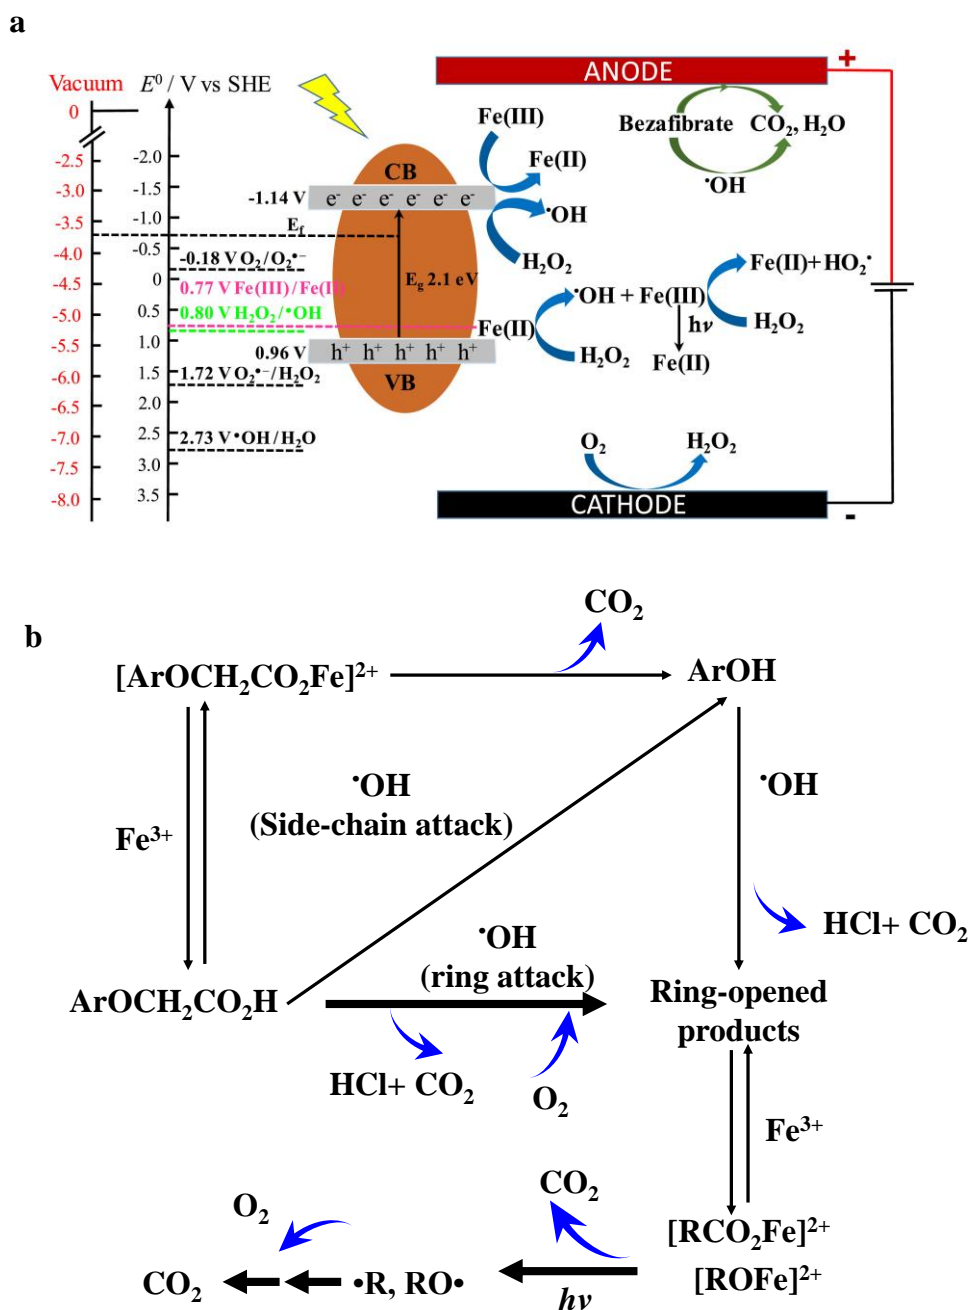 a
Vacuum E⁰ / V vs SHE
0
-2.5
-3.0
-3.5
-4.0
-4.5
-5.0
-5.5
-6.0
-6.5
-7.0
-7.5
-8.0
-2.0
-1.5
-1.0
-0.5
0
0.5
1.0
1.5
2.0
2.5
3.0
3.5
-1.14 V
E_f
-0.18 V O₂/O₂•⁻
0.77 V Fe(III)/Fe(II)
0.80 V H₂O₂/•OH
0.96 V
1.72 V O₂•⁻/H₂O₂
2.73 V •OH/H₂O
CB
e⁻ e⁻ e⁻ e⁻ e⁻ e⁻
E_g 2.1 eV
h⁺ h⁺ h⁺ h⁺ h⁺
VB
ANODE
+
Fe(III)
Fe(II)
•OH
H₂O₂
Bezafibrate CO₂, H₂O
•OH
Fe(II)
•OH + Fe(III)
H₂O₂
hν
Fe(II)
Fe(II)+ HO₂•
H₂O₂
O₂ H₂O₂
CATHODE
-
b
CO₂
[ArOCH₂CO₂Fe]²⁺ ArOH
•OH
(Side-chain attack)
•OH
Fe³⁺
HCl+ CO₂
•OH
(ring attack)
ArOCH₂CO₂H
Ring-opened
products
HCl+ CO₂
O₂
Fe³⁺
CO₂
O₂
[RCO₂Fe]²⁺
[ROFe]²⁺
CO₂ •R, RO•
hν